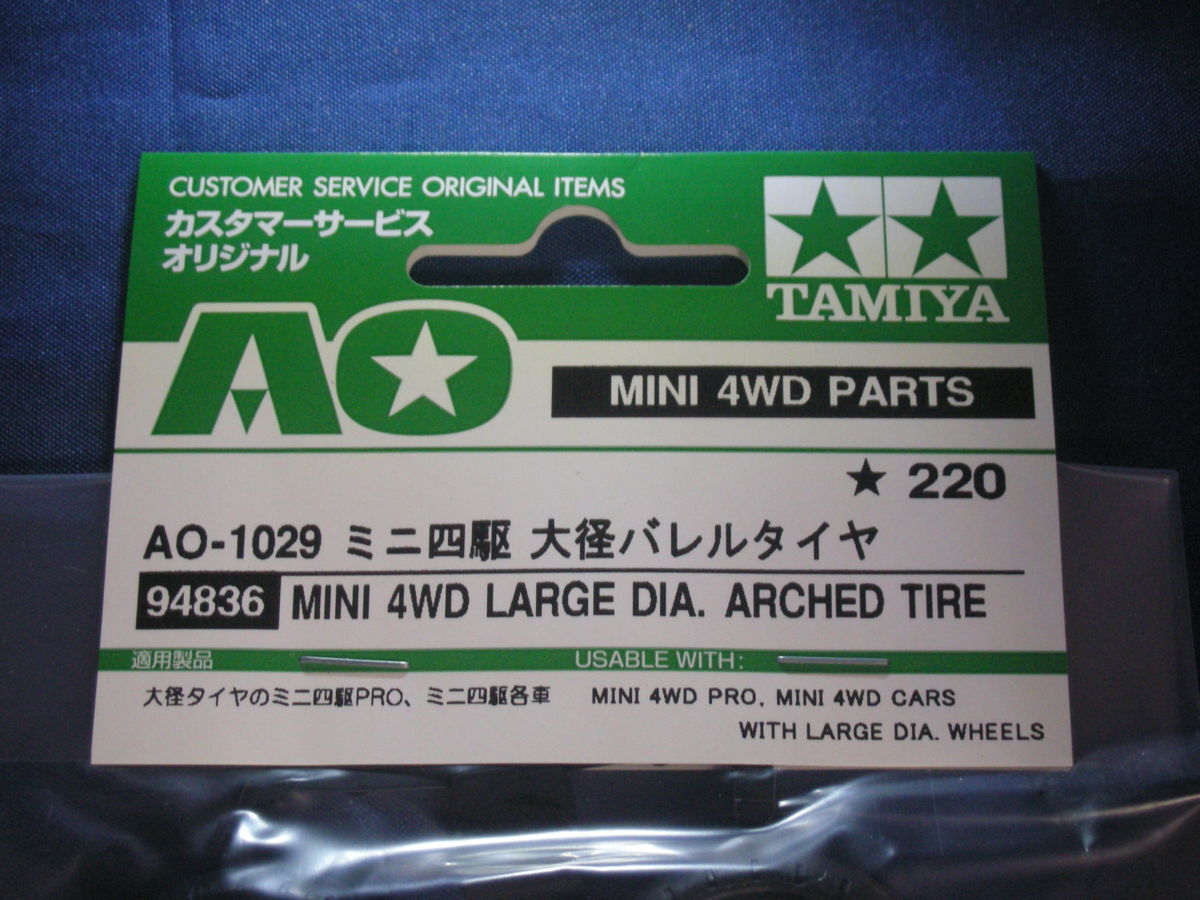 CUSTOMER SERVICE ORIGINAL ITEMS
カスタマーサービス
オリジナル
TAMIYA
AO
MINI 4WD PARTS
★ 220
AO-1029 ミニ四駆 大径バレルタイヤ
94836 MINI 4WD LARGE DIA. ARCHED TIRE
適用製品 USABLE WITH:
大径タイヤのミニ四駆PRO、ミニ四駆各車 MINI 4WD PRO, MINI 4WD CARS
WITH LARGE DIA. WHEELS